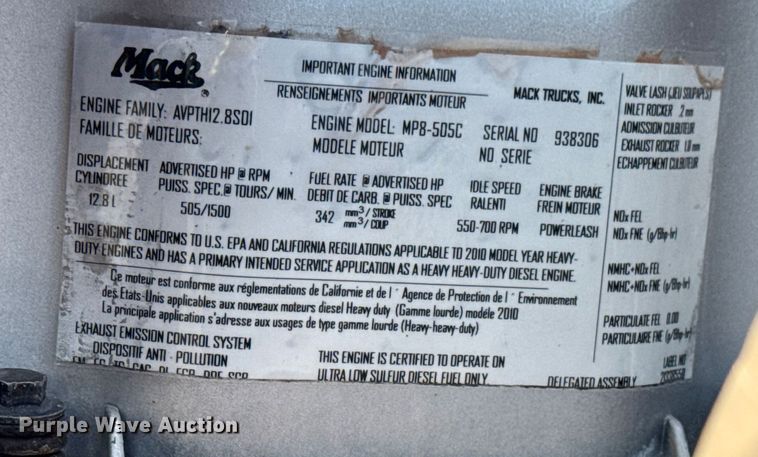 Mack®
IMPORTANT ENGINE INFORMATION
RENSEIGNEMENTS IMPORTANTS MOTEUR
MACK TRUCKS, INC.
ENGINE FAMILY: AVPTH12.8S01
FAMILLE DE MOTEURS:
ENGINE MODEL: MP8-505C
MODELE MOTEUR
SERIAL NO 938306
NO SERIE
DISPLACEMENT
CYLINDREE
12.8 L
ADVERTISED HP @ RPM
PUISS. SPEC.@ TOURS/ MIN.
505/1500
FUEL RATE @ ADVERTISED HP
DEBIT DE CARB. @ PUISS. SPEC
342 mm³/ STROKE
mm³/ COUP
IDLE SPEED
RALENTI
550-700 RPM
ENGINE BRAKE
FREIN MOTEUR
POWERLEASH
THIS ENGINE CONFORMS TO U.S. EPA AND CALIFORNIA REGULATIONS APPLICABLE TO 2010 MODEL YEAR HEAVY-
DUTY ENGINES AND HAS A PRIMARY INTENDED SERVICE APPLICATION AS A HEAVY HEAVY-DUTY DIESEL ENGINE.
Ce moteur est conforme aux réglementations de Californie et de l' Agence de Protection de l' Environnement
des Etats-Unis applicables aux nouveaux moteurs diesel Heavy duty (Gamme lourde) modèle 2010
La principale application s'adresse aux usages de type gamme lourde (Heavy-heavy-duty)
EXHAUST EMISSION CONTROL SYSTEM
DISPOSITIF ANTI - POLLUTION
THIS ENGINE IS CERTIFIED TO OPERATE ON
ULTRA LOW SULFUR DIESEL FUEL ONLY
DELEGATED ASSEMBLY
VALVE LASH (JEU SOUPAPES)
INLET ROCKER .2 mm
ADMISSION CULBUTEUR
EXHAUST ROCKER 1.0 mm
ECHAPPEMENT CULBUTEUR
NOx FEL
NOx FNE (g/Bhp-hr)
NMHC+NOx FEL
NMHC+NOx FNE (g/Bhp-hr)
PARTICULATE FEL 0.00
PARTICULAIRE FNE (g/Bhp-hr)
LABEL NO
Purple Wave Auction